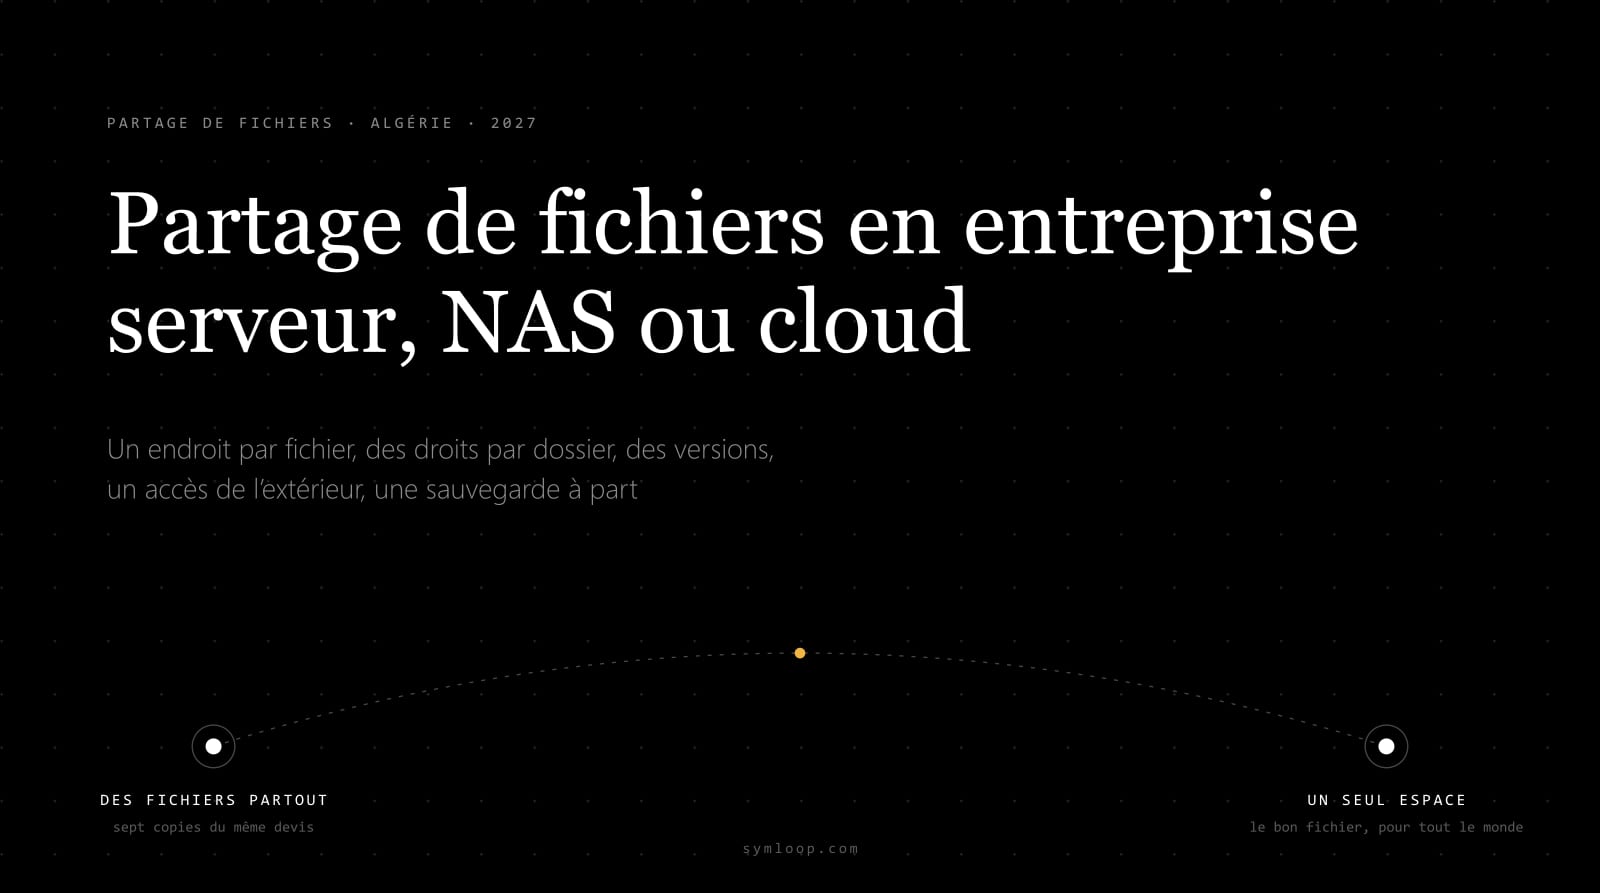 PARTAGE DE FICHIERS · ALGÉRIE · 2027
Partage de fichiers en entreprise
serveur, NAS ou cloud
Un endroit par fichier, des droits par dossier, des versions,
un accès de l’extérieur, une sauvegarde à part
DES FICHIERS PARTOUT
sept copies du même devis
UN SEUL ESPACE
le bon fichier, pour tout le monde
symloop.com